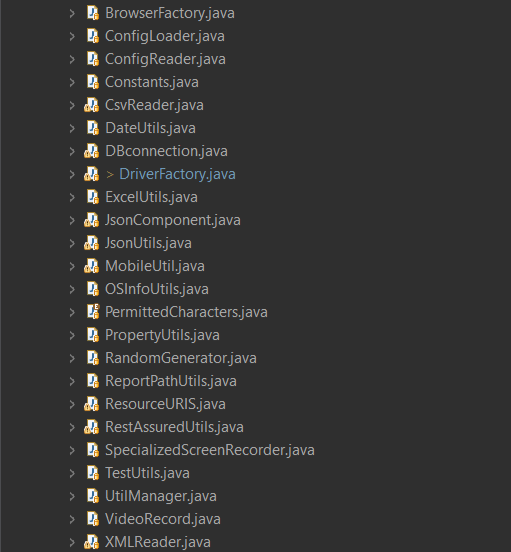 BrowserFactory.java
ConfigLoader.java
ConfigReader.java
Constants.java
CsvReader.java
DateUtils.java
DBconnection.java
> DriverFactory.java
ExcelUtils.java
JsonComponent.java
JsonUtils.java
MobileUtil.java
OSInfoUtils.java
PermittedCharacters.java
PropertyUtils.java
RandomGenerator.java
ReportPathUtils.java
ResourceURIS.java
RestAssuredUtils.java
SpecializedScreenRecorder.java
TestUtils.java
UtilManager.java
VideoRecord.java
XMLReader.java